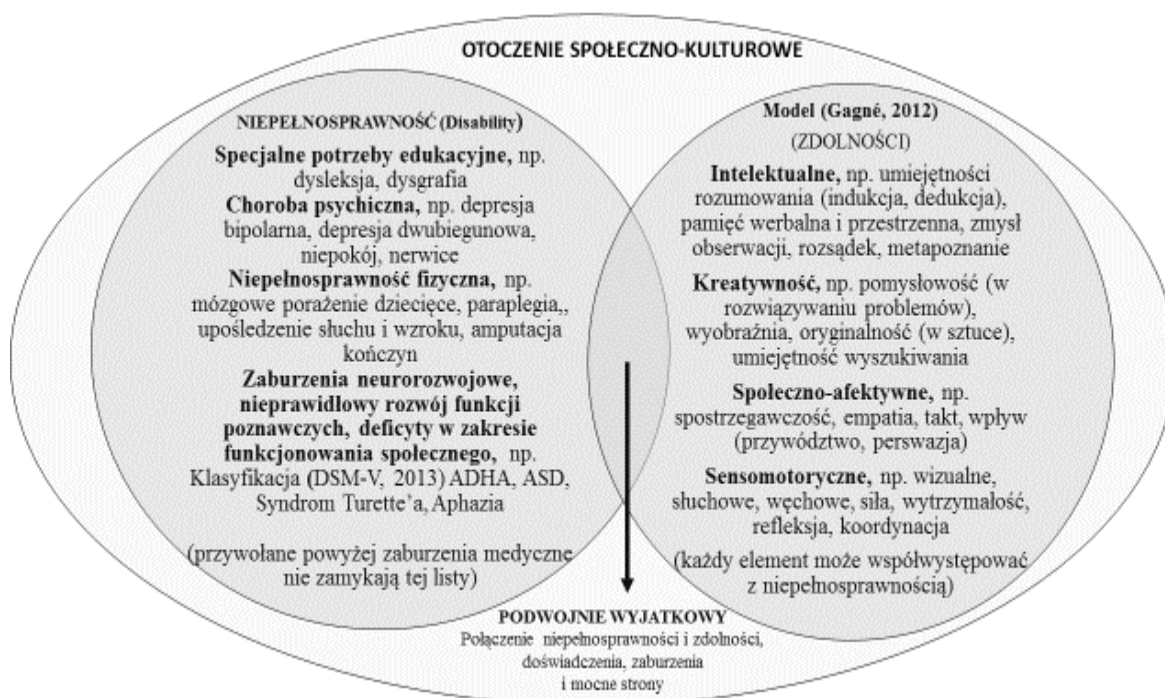 OTOCZENIE SPOŁECZNO-KULTUROWE
NIEPEŁNOSPRAWNOŚĆ (Disability)
Specjalne potrzeby edukacyjne, np.
dysleksja, dysgrafia
Choroba psychiczna, np. depresja
bipolarna, depresja dwubiegunowa,
niepokój, nerwice
Niepełnosprawność fizyczna, np.
mózgowe porażenie dziecięce, paraplegia,,
upośledzenie słuchu i wzroku, amputacja
kończyn
Zaburzenia neurorozwojowe,
nieprawidłowy rozwój funkcji
poznawczych, deficyty w zakresie
funkcjonowania społecznego, np.
Klasyfikacja (DSM-V, 2013) ADHA, ASD,
Syndrom Turette’a, Aphazia
(przywołane powyżej zaburzenia medyczne
nie zamykają tej listy)
Model (Gagné, 2012)
(ZDOLNOŚCI)
Intelektualne, np. umiejętności
rozumowania (indukcja, dedukcja),
pamięć werbalna i przestrzenna, zmysł
obserwacji, rozsądek, metapoznanie
Kreatywność, np. pomysłowość (w
rozwiązywaniu problemów),
wyobraźnia, oryginalność (w sztuce),
umiejętność wyszukiwania
Społeczno-afektywne, np.
spostrzegawczość, empatia, takt, wpływ
(przywództwo, perswazja)
Sensomotoryczne, np. wizualne,
słuchowe, węchowe, siła, wytrzymałość,
refleksja, koordynacja
(każdy element może współwystępować
z niepełnosprawnością)
PODWOJNIE WYJATKOWY
Połączenie niepełnosprawności i zdolności,
doświadczenia, zaburzenia
i mocne strony